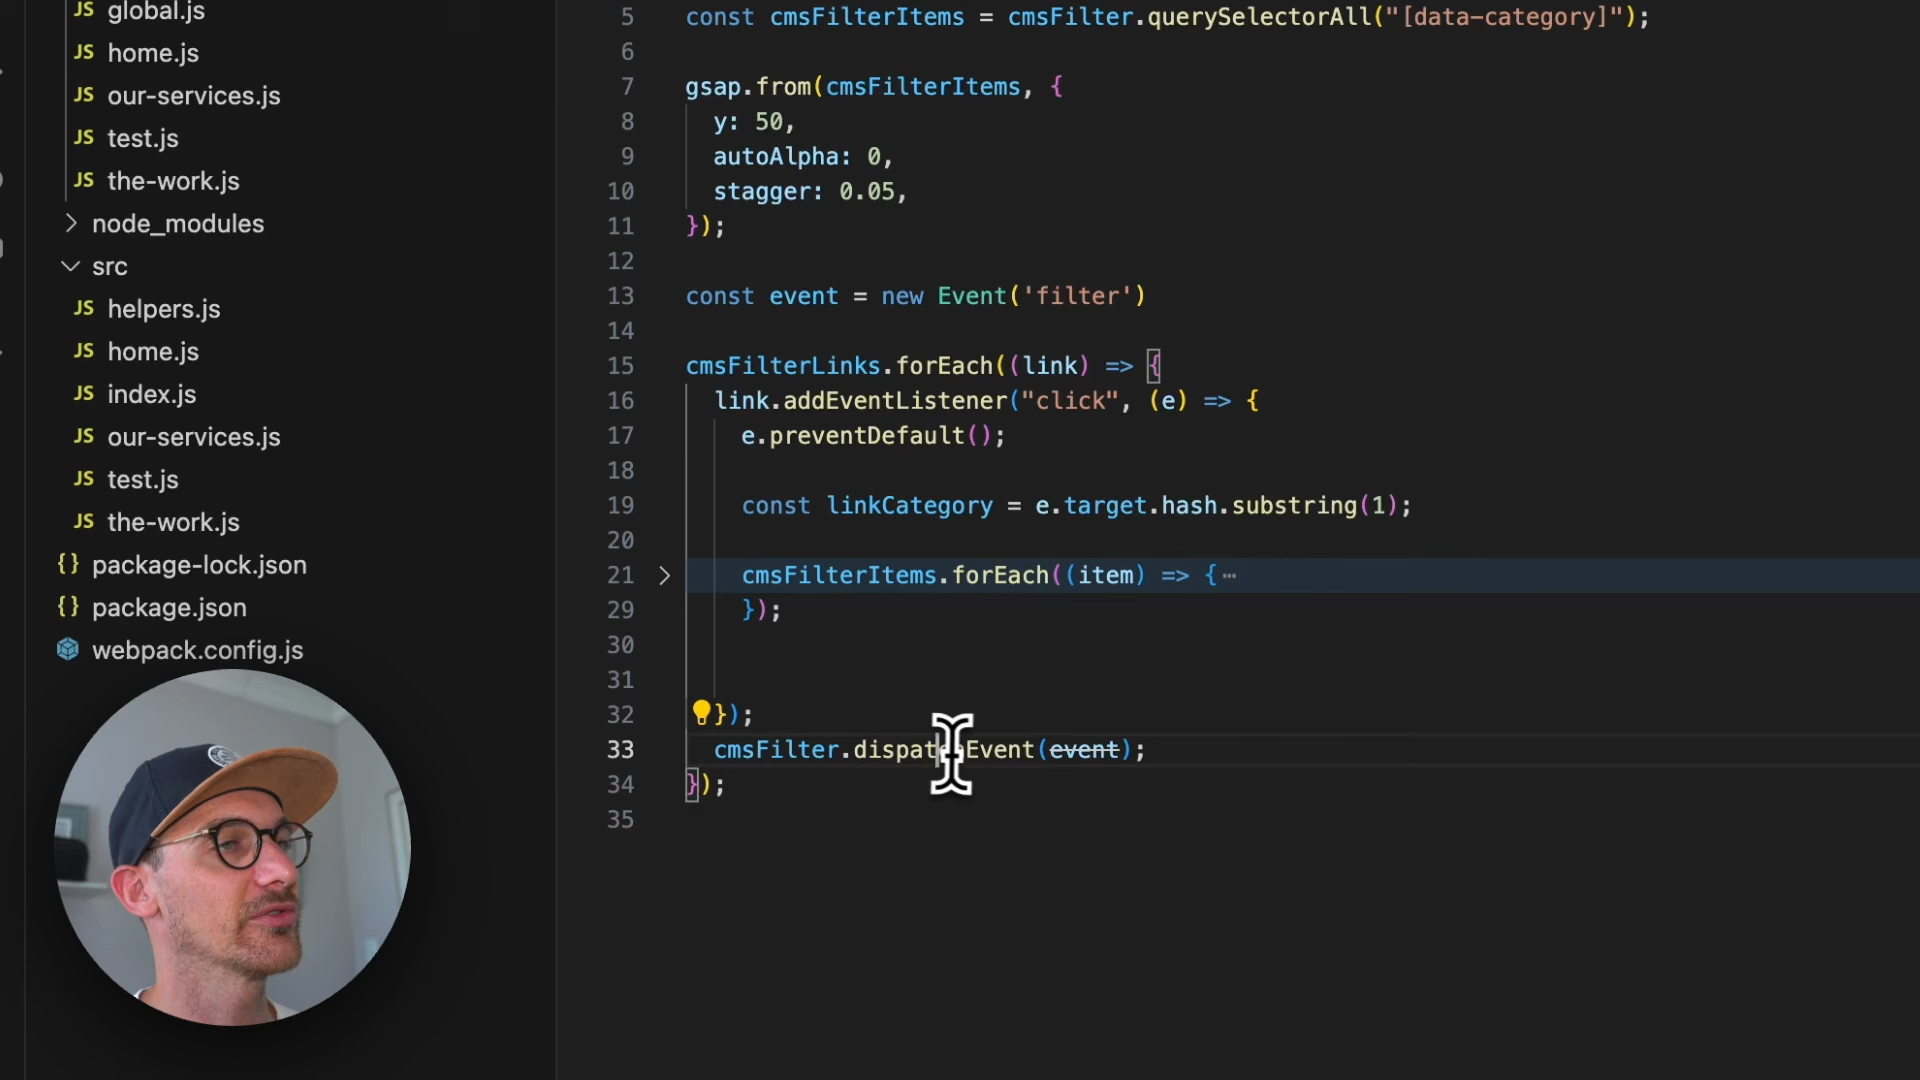 JS global.js
JS home.js
JS our-services.js
JS test.js
JS the-work.js
node_modules
src
JS helpers.js
JS home.js
JS index.js
JS our-services.js
JS test.js
JS the-work.js
{} package-lock.json
{} package.json
webpack.config.js
5 const cmsFilterItems = cmsFilter.querySelectorAll("[data-category]");
6
7 gsap.from(cmsFilterItems, {
8 y: 50,
9 autoAlpha: 0,
10 stagger: 0.05,
11 });
12
13 const event = new Event('filter')
14
15 cmsFilterLinks.forEach((link) => {
16 link.addEventListener("click", (e) => {
17 e.preventDefault();
18
19 const linkCategory = e.target.hash.substring(1);
20
21 cmsFilterItems.forEach((item) => {⋯
29 });
30
31
32 });
33 cmsFilter.dispatchEvent(event);
34 });
35